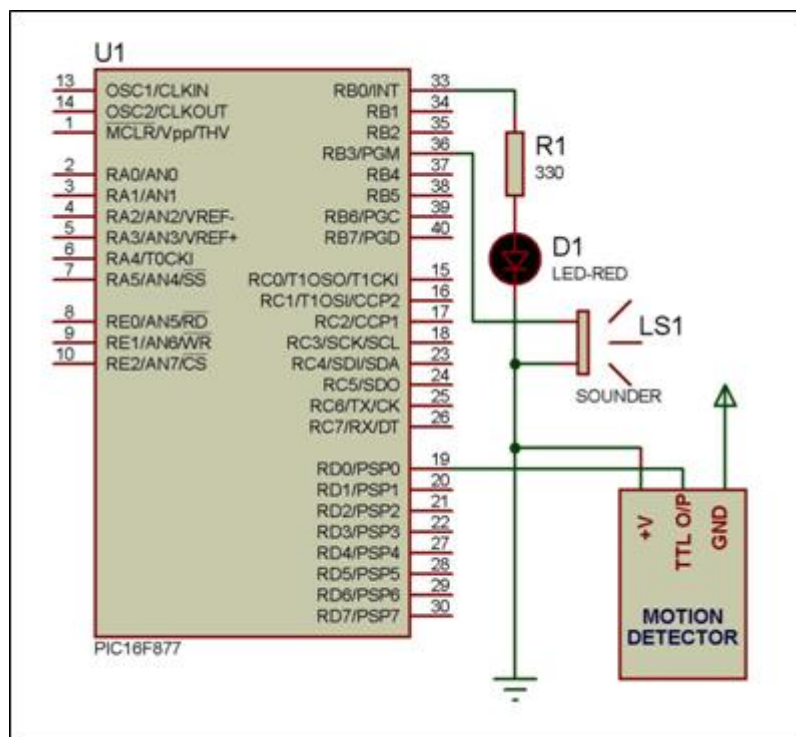 U1
13 OSC1/CLKIN RB0/INT 33
14 OSC2/CLKOUT RB1 34
1 MCLR/Vpp/THV RB2 35
RB3/PGM 36
2 RA0/AN0 RB4 37
3 RA1/AN1 RB5 38
4 RA2/AN2/VREF- RB6/PGC 39
5 RA3/AN3/VREF+ RB7/PGD 40
6 RA4/T0CKI
7 RA5/AN4/SS RC0/T1OSO/T1CKI 15
RC1/T1OSI/CCP2 16
8 RE0/AN5/RD RC2/CCP1 17
9 RE1/AN6/WR RC3/SCK/SCL 18
10 RE2/AN7/CS RC4/SDI/SDA 23
RC5/SDO 24
RC6/TX/CK 25
RC7/RX/DT 26
RD0/PSP0 19
RD1/PSP1 20
RD2/PSP2 21
RD3/PSP3 22
RD4/PSP4 27
RD5/PSP5 28
RD6/PSP6 29
RD7/PSP7 30
PIC16F877
R1
330
D1
LED-RED
LS1
SOUNDER
+V
TTL O/P
GND
MOTION
DETECTOR